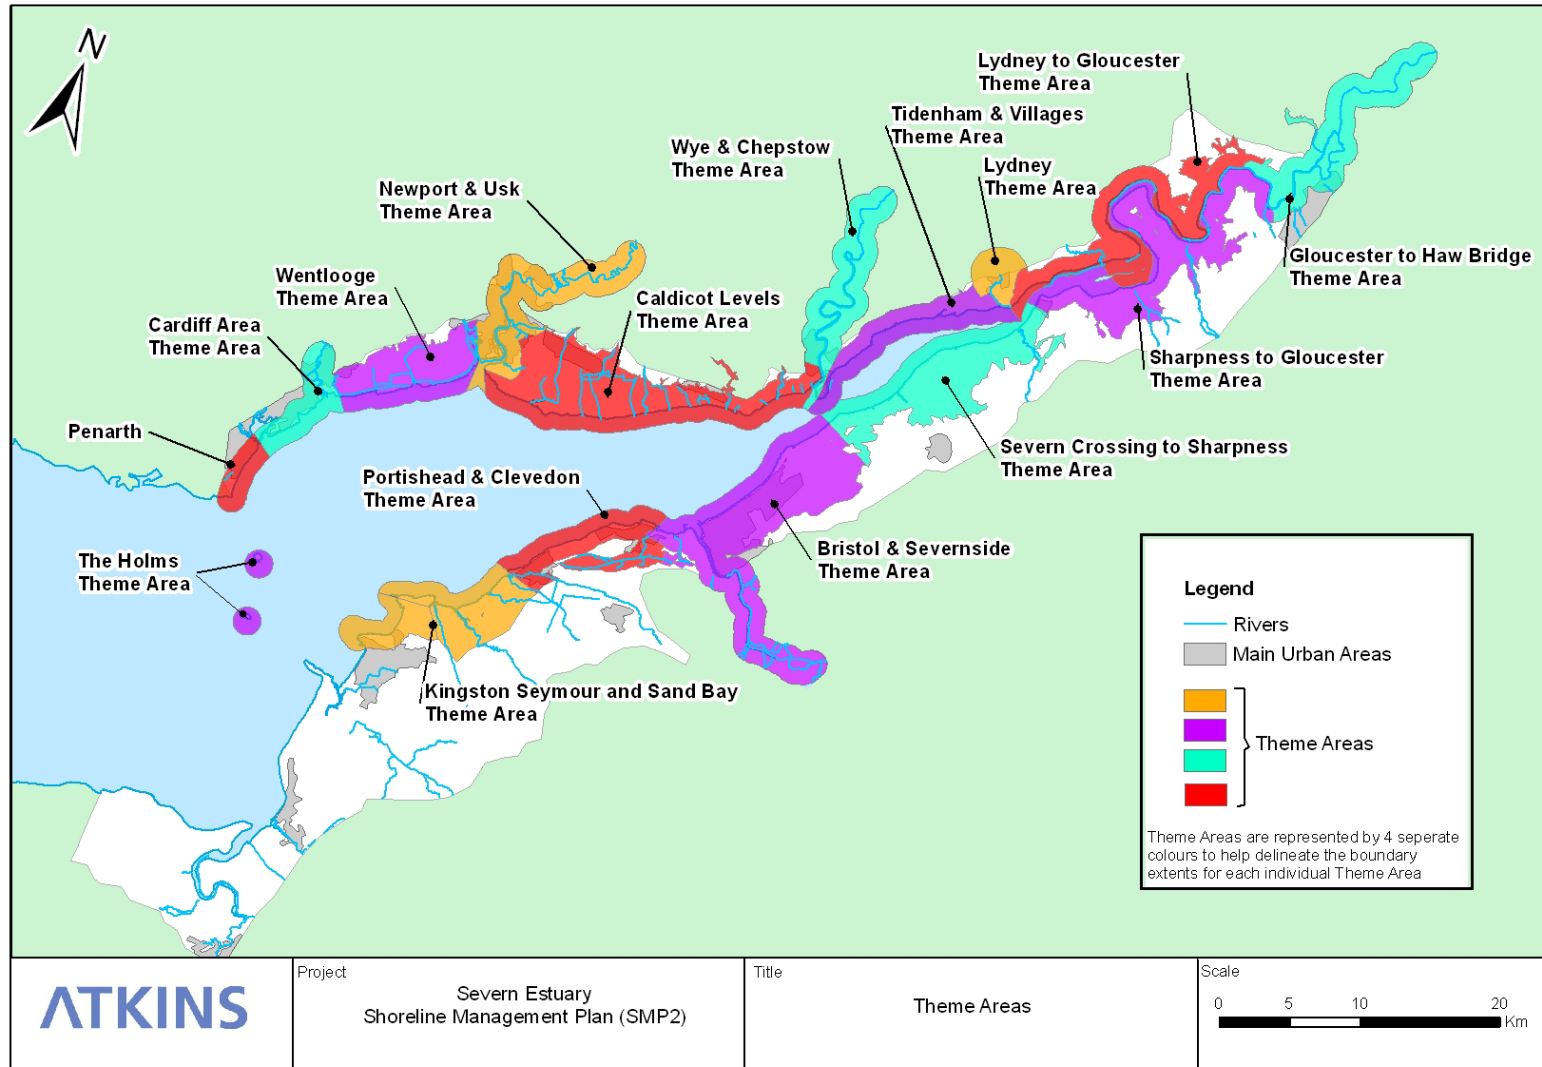 N
Lydney to Gloucester
Theme Area
Tidenham & Villages
Theme Area
Wye & Chepstow
Theme Area
Lydney
Theme Area
Newport & Usk
Theme Area
Gloucester to Haw Bridge
Theme Area
Wentlooge
Theme Area
Caldicot Levels
Theme Area
Cardiff Area
Theme Area
Sharpness to Gloucester
Theme Area
Penarth
Severn Crossing to Sharpness
Theme Area
Portishead & Clevedon
Theme Area
Bristol & Severnside
Theme Area
The Holms
Theme Area
Kingston Seymour and Sand Bay
Theme Area
Legend
Rivers
Main Urban Areas
Theme Areas
Theme Areas are represented by 4 seperate
colours to help delineate the boundary
extents for each individual Theme Area
ATKINS
Project
Severn Estuary
Shoreline Management Plan (SMP2)
Title
Theme Areas
Scale
0 5 10 20
Km